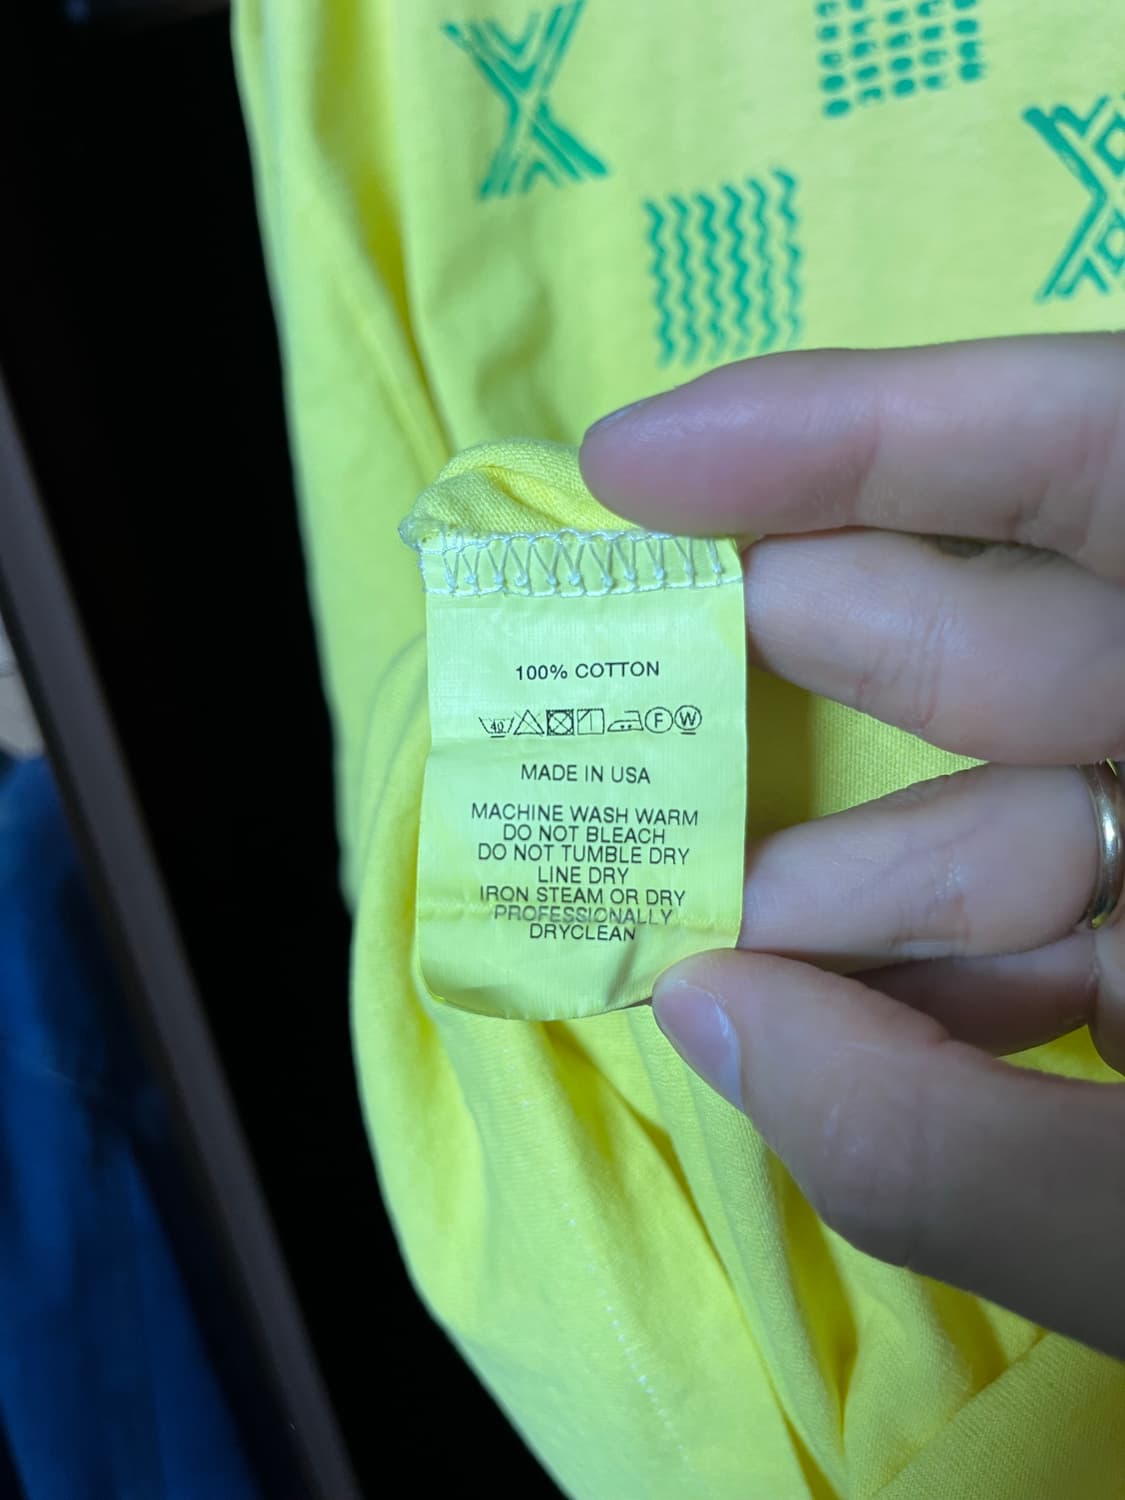 100% COTTON
40 F W
MADE IN USA
MACHINE WASH WARM
DO NOT BLEACH
DO NOT TUMBLE DRY
LINE DRY
IRON STEAM OR DRY
PROFESSIONALLY
DRYCLEAN